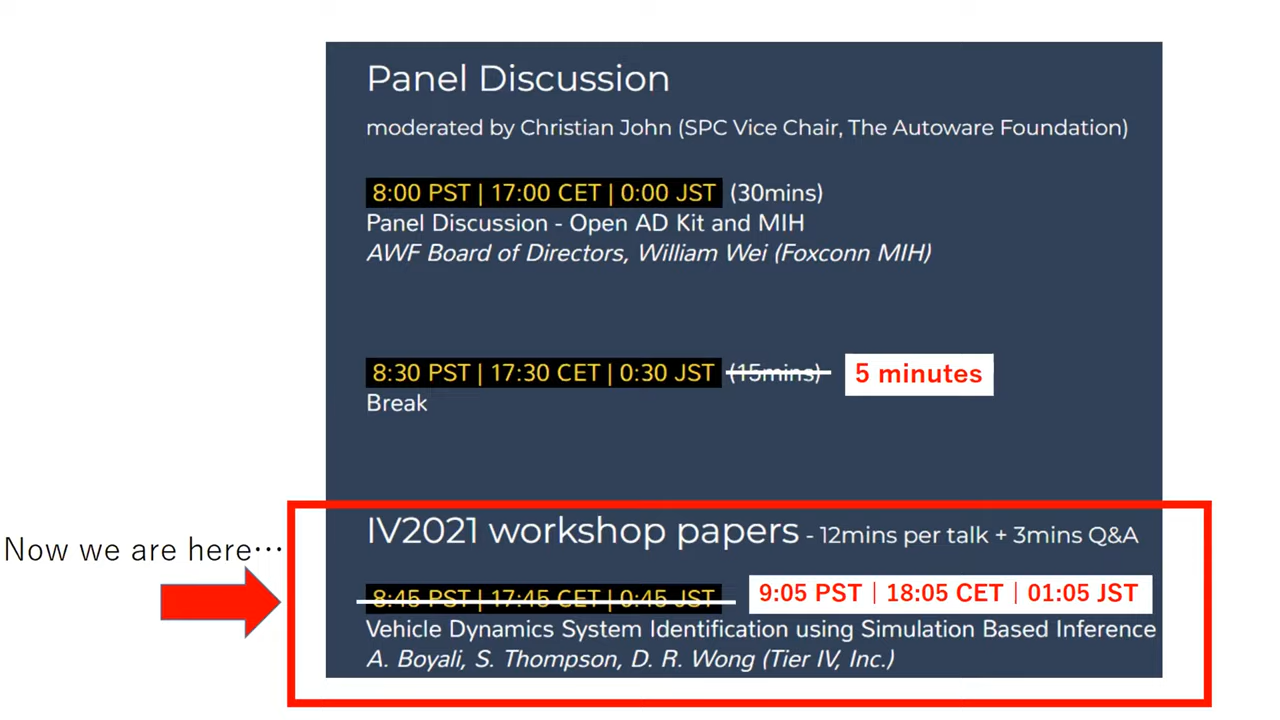 Panel Discussion
moderated by Christian John (SPC Vice Chair, The Autoware Foundation)
8:00 PST | 17:00 CET | 0:00 JST (30mins)
Panel Discussion - Open AD Kit and MIH
AWF Board of Directors, William Wei (Foxconn MIH)
8:30 PST | 17:30 CET | 0:30 JST (15mins) 5 minutes
Break
IV2021 workshop papers - 12mins per talk + 3mins Q&A
Now we are here…
8:45 PST | 17:45 CET | 0:45 JST 9:05 PST | 18:05 CET | 01:05 JST
Vehicle Dynamics System Identification using Simulation Based Inference
A. Boyali, S. Thompson, D. R. Wong (Tier IV, Inc.)